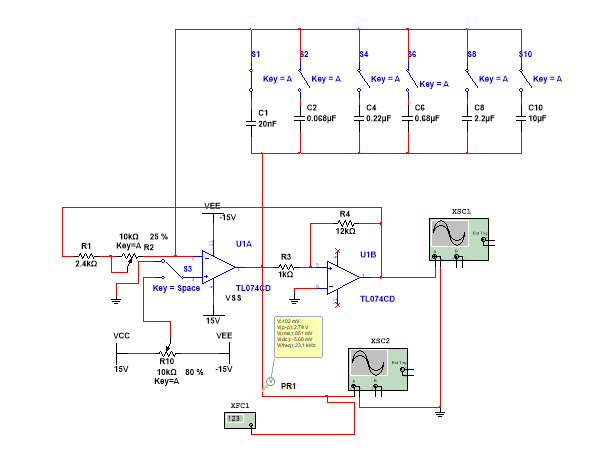 S1 S2 S4 S6 S8 S10
Key = A Key = A Key = A Key = A Key = A
C1 C2 C4 C6 C8 C10
20nF 0.068µF 0.22µF 0.68µF 2.2µF 10µF
VEE
-15V
XSC1
Ext Trig
R4
12kΩ
10kΩ 25 %
Key=A R2
R1
2.4kΩ
U1A
TL074CD
S3
Key = Space
VSS
15V
R3
1kΩ
U1B
TL074CD
VCC
15V
R10
10kΩ
Key=A
80 %
VEE
-15V
V: 402 mV
V(p-p): 2.79 V
V(rms): 851 mV
V(dc): -5.68 mV
V(freq): 23.1 kHz
PR1
XSC2
Ext Trig
XFC1
123